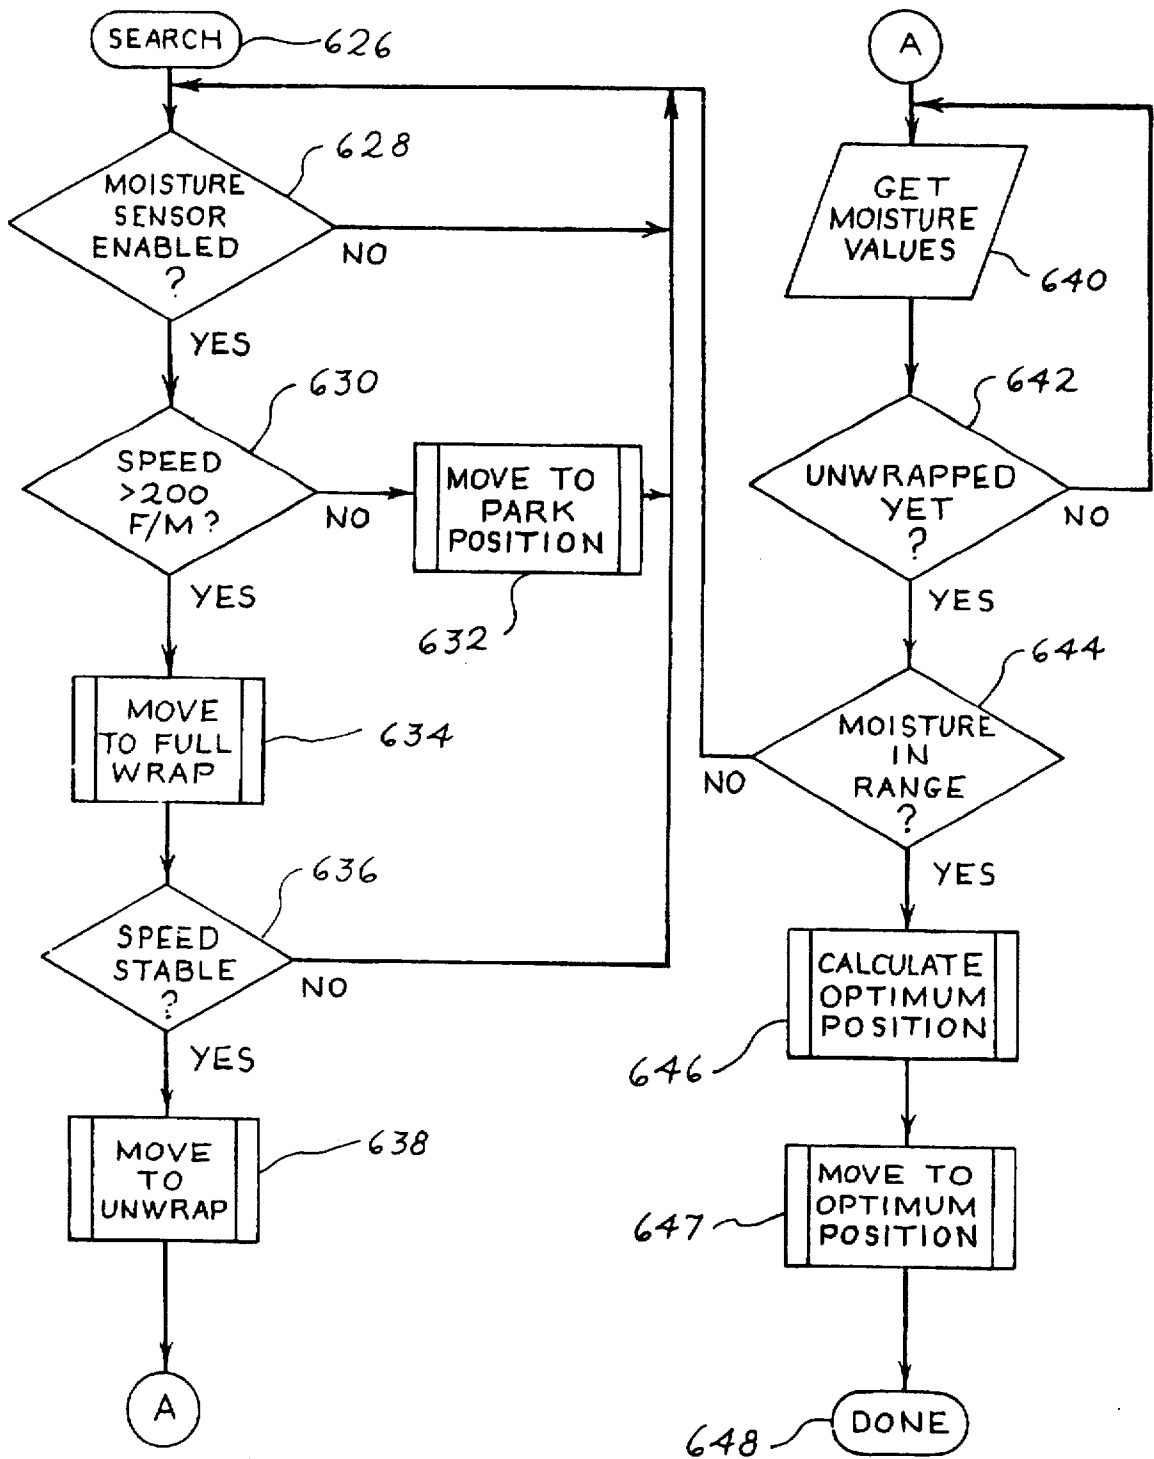 SEARCH
626
628
MOISTURE
SENSOR
ENABLED
?
NO
YES
630
SPEED
>200
F/M?
NO
MOVE TO
PARK
POSITION
632
YES
MOVE
TO FULL
WRAP
634
636
SPEED
STABLE
?
NO
YES
MOVE
TO
UNWRAP
638
A
A
GET
MOISTURE
VALUES
640
642
UNWRAPPED
YET
?
NO
YES
644
MOISTURE
IN
RANGE
?
NO
YES
CALCULATE
OPTIMUM
POSITION
646
MOVE TO
OPTIMUM
POSITION
647
DONE
648